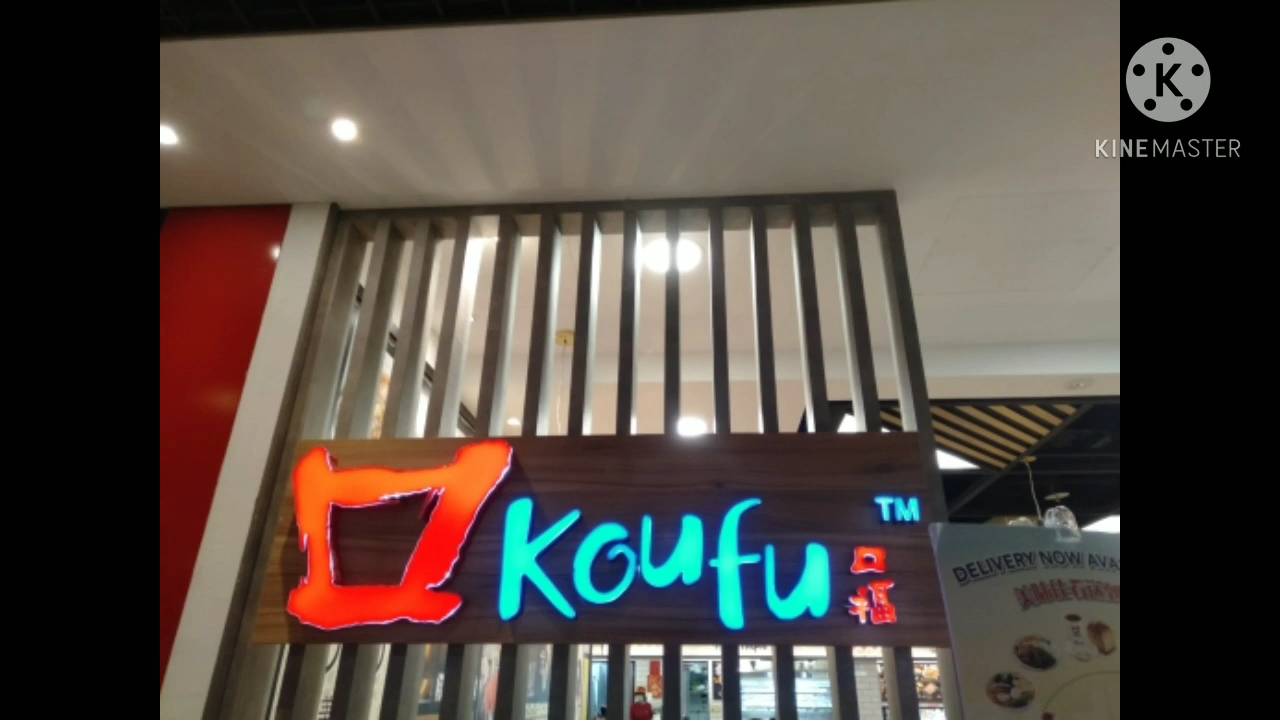 K
KINEMASTER
口 Koufu TM
口福
DELIVERY NOW AVA